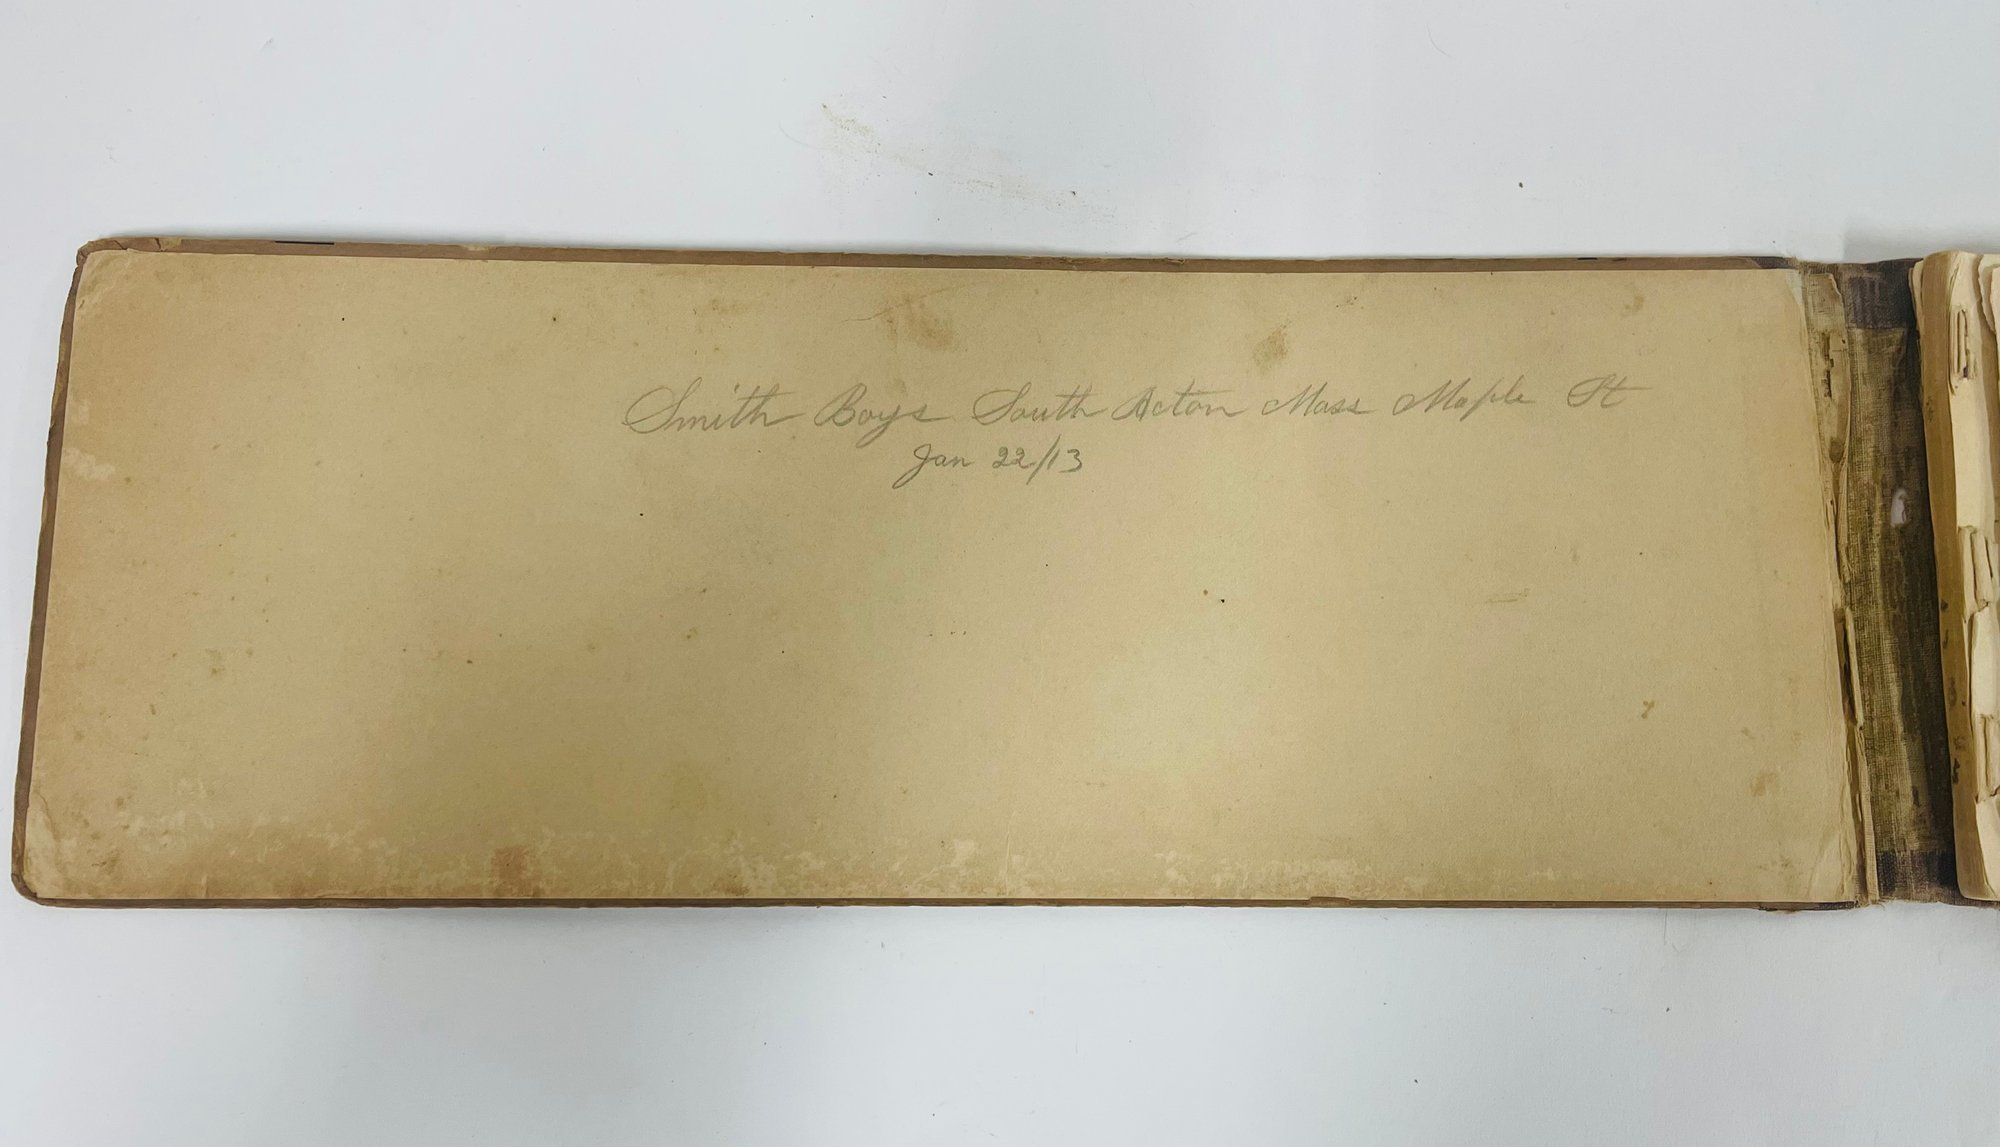 Smith Boys South Acton Mass Maple St
Jan 22/13